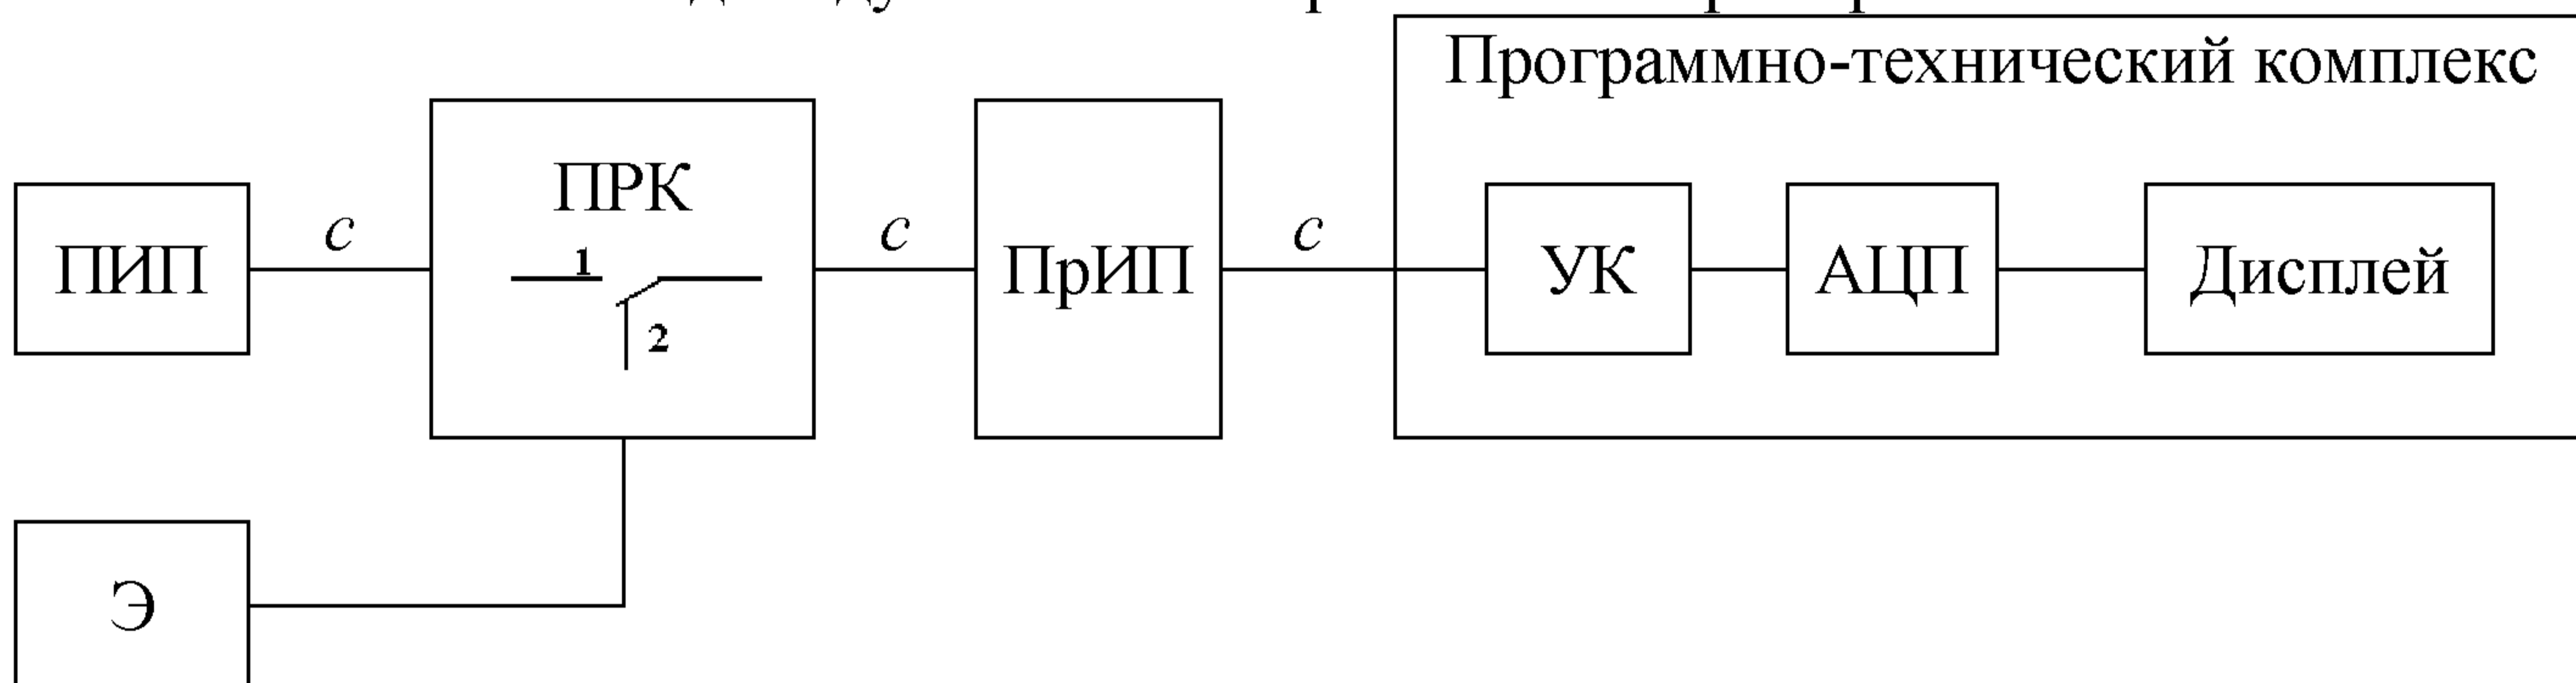 Программно-технический комплекс
ПРК
ПИП
с
1
2
с
ПрИП
с
УК
АЦП
Дисплей
Э